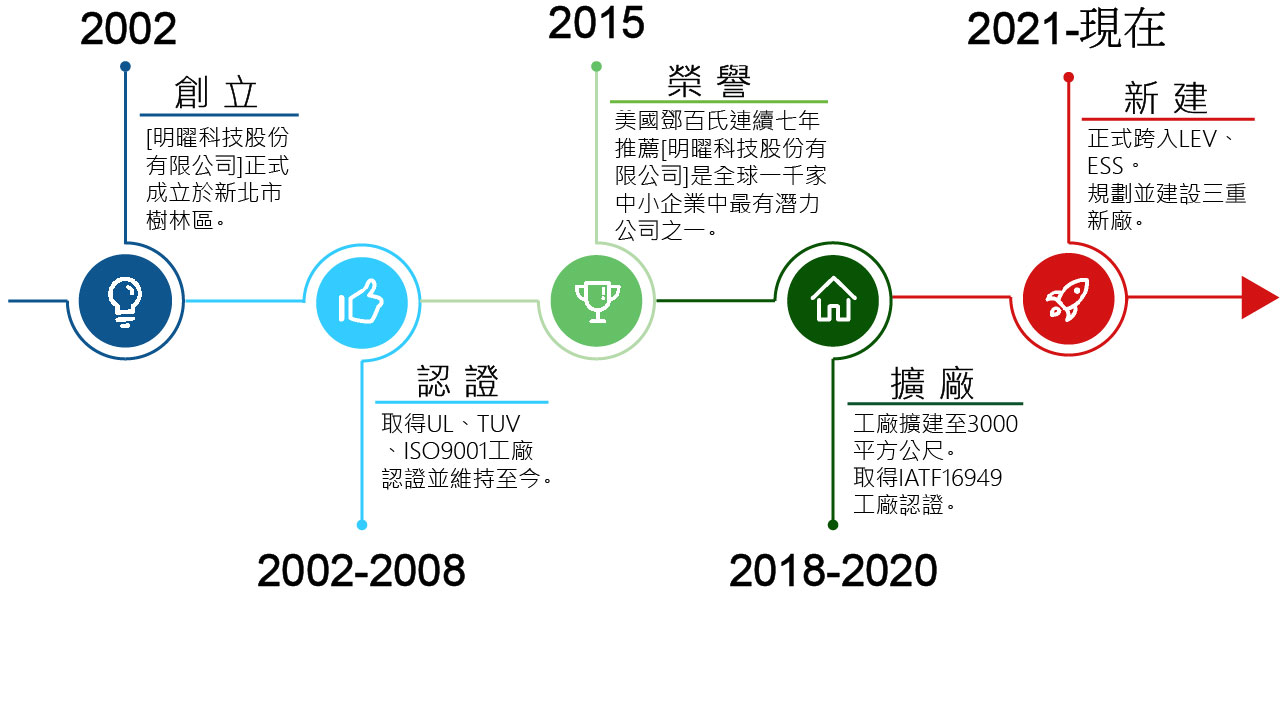 2002
創 立
[明曜科技股份
有限公司]正式
成立於新北市
樹林區。
2002-2008
認 證
取得UL、TUV
、ISO9001工廠
認證並維持至今。
2015
榮 譽
美國鄧百氏連續七年
推薦[明曜科技股份有
限公司]是全球一千家
中小企業中最有潛力
公司之一。
2018-2020
擴 廠
工廠擴建至3000
平方公尺。
取得IATF16949
工廠認證。
2021-現在
新 建
正式跨入LEV、
ESS。
規劃並建設三重
新廠。